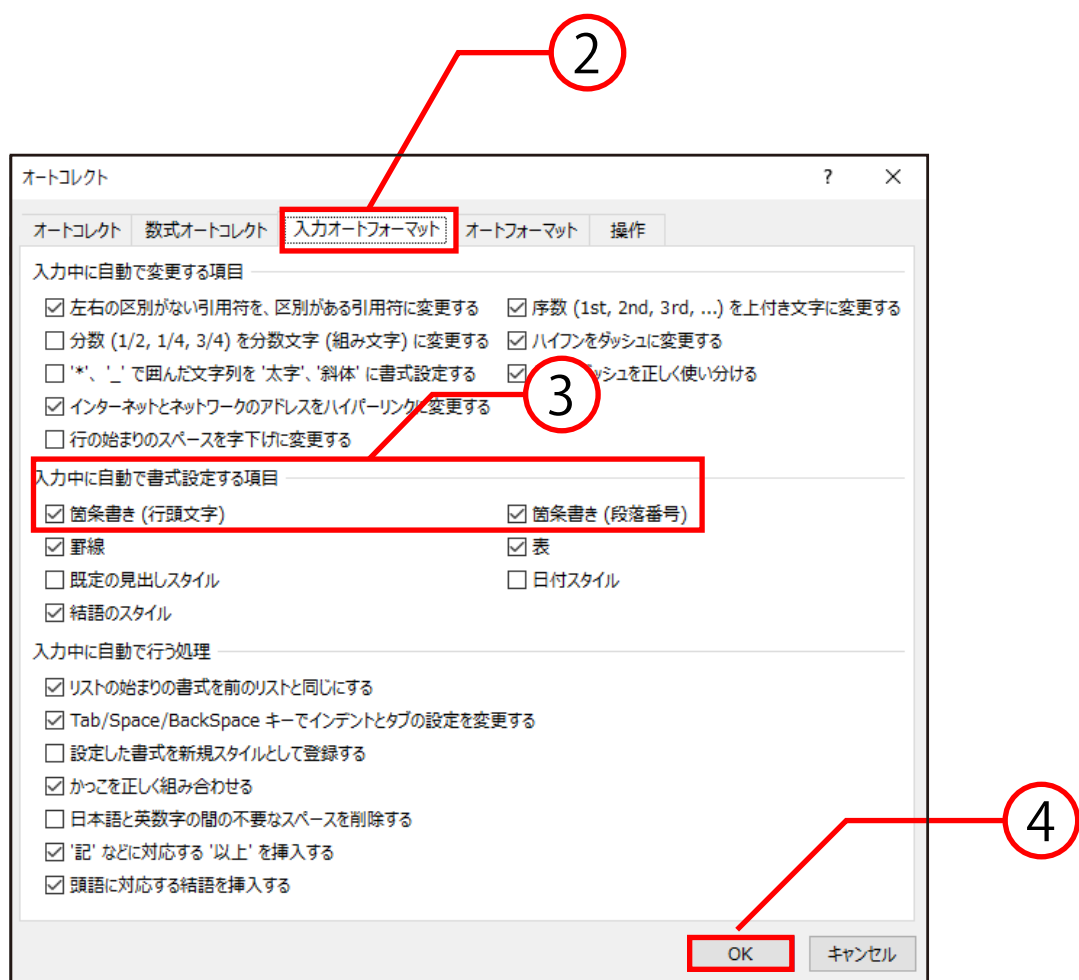 2
オートコレクト ? ×
オートコレクト 数式オートコレクト 入力オートフォーマット オートフォーマット 操作
入力中に自動で変更する項目
左右の区別がない引用符を、区別がある引用符に変更する 序数 (1st, 2nd, 3rd, ...) を上付き文字に変更する
分数 (1/2, 1/4, 3/4) を分数文字 (組み文字) に変更する ハイフンをダッシュに変更する
'*'、'_' で囲んだ文字列を '太字'、'斜体' に書式設定する ッシュを正しく使い分ける
3
インターネットとネットワークのアドレスをハイパーリンクに変更する
行の始まりのスペースを字下げに変更する
入力中に自動で書式設定する項目
箇条書き (行頭文字) 箇条書き (段落番号)
罫線 表
既定の見出しスタイル 日付スタイル
結語のスタイル
入力中に自動で行う処理
リストの始まりの書式を前のリストと同じにする
Tab/Space/BackSpace キーでインデントとタブの設定を変更する
設定した書式を新規スタイルとして登録する
かっこを正しく組み合わせる
日本語と英数字の間の不要なスペースを削除する
4
'記' などに対応する '以上' を挿入する
頭語に対応する結語を挿入する
OK キャンセル